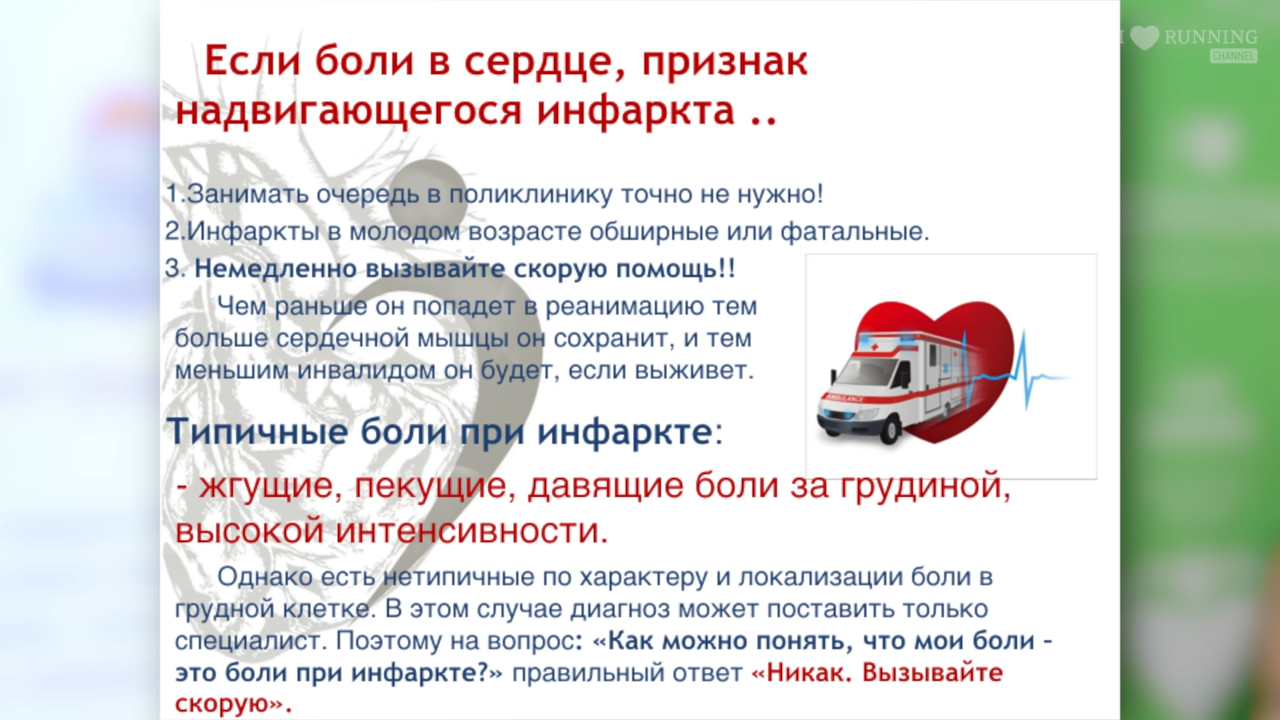 I RUNNING
CHANNEL
Если боли в сердце, признак
надвигающегося инфаркта ..
1.Занимать очередь в поликлинику точно не нужно!
2.Инфаркты в молодом возрасте обширные или фатальные.
3. Немедленно вызывайте скорую помощь!!
Чем раньше он попадет в реанимацию тем
больше сердечной мышцы он сохранит, и тем
меньшим инвалидом он будет, если выживет.
AMBULANCE
Типичные боли при инфаркте:
- жгущие, пекущие, давящие боли за грудиной,
высокой интенсивности.
Однако есть нетипичные по характеру и локализации боли в
грудной клетке. В этом случае диагноз может поставить только
специалист. Поэтому на вопрос: «Как можно понять, что мои боли –
это боли при инфаркте?» правильный ответ «Никак. Вызывайте
скорую».